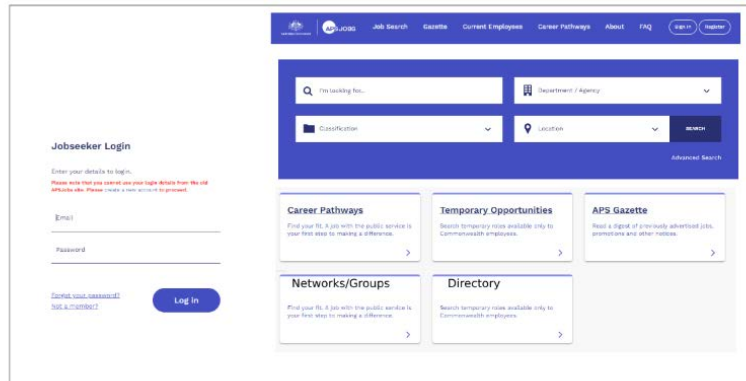 APSJOBS
Job Search
Gazette
Current Employees
Career Pathways
About
FAQ
Sign In
Register
I'm looking for...
Department / Agency
Classification
Location
SEARCH
Advanced Search
Jobseeker Login
Enter your details to login.
Please note that you cannot use your login details from the old
APSJobs site. Please create a new account to proceed.
Email
Password
Forgot your password?
Not a member?
Log in
Career Pathways
Find your fit. A job with the public service is
your first step to making a difference.
Temporary Opportunities
Search temporary roles available only to
Commonwealth employees.
APS Gazette
Read a digest of previously advertised jobs,
promotions and other notices.
Networks/Groups
Find your fit. A job with the public service is
your first step to making a difference.
Directory
Search temporary roles available only to
Commonwealth employees.